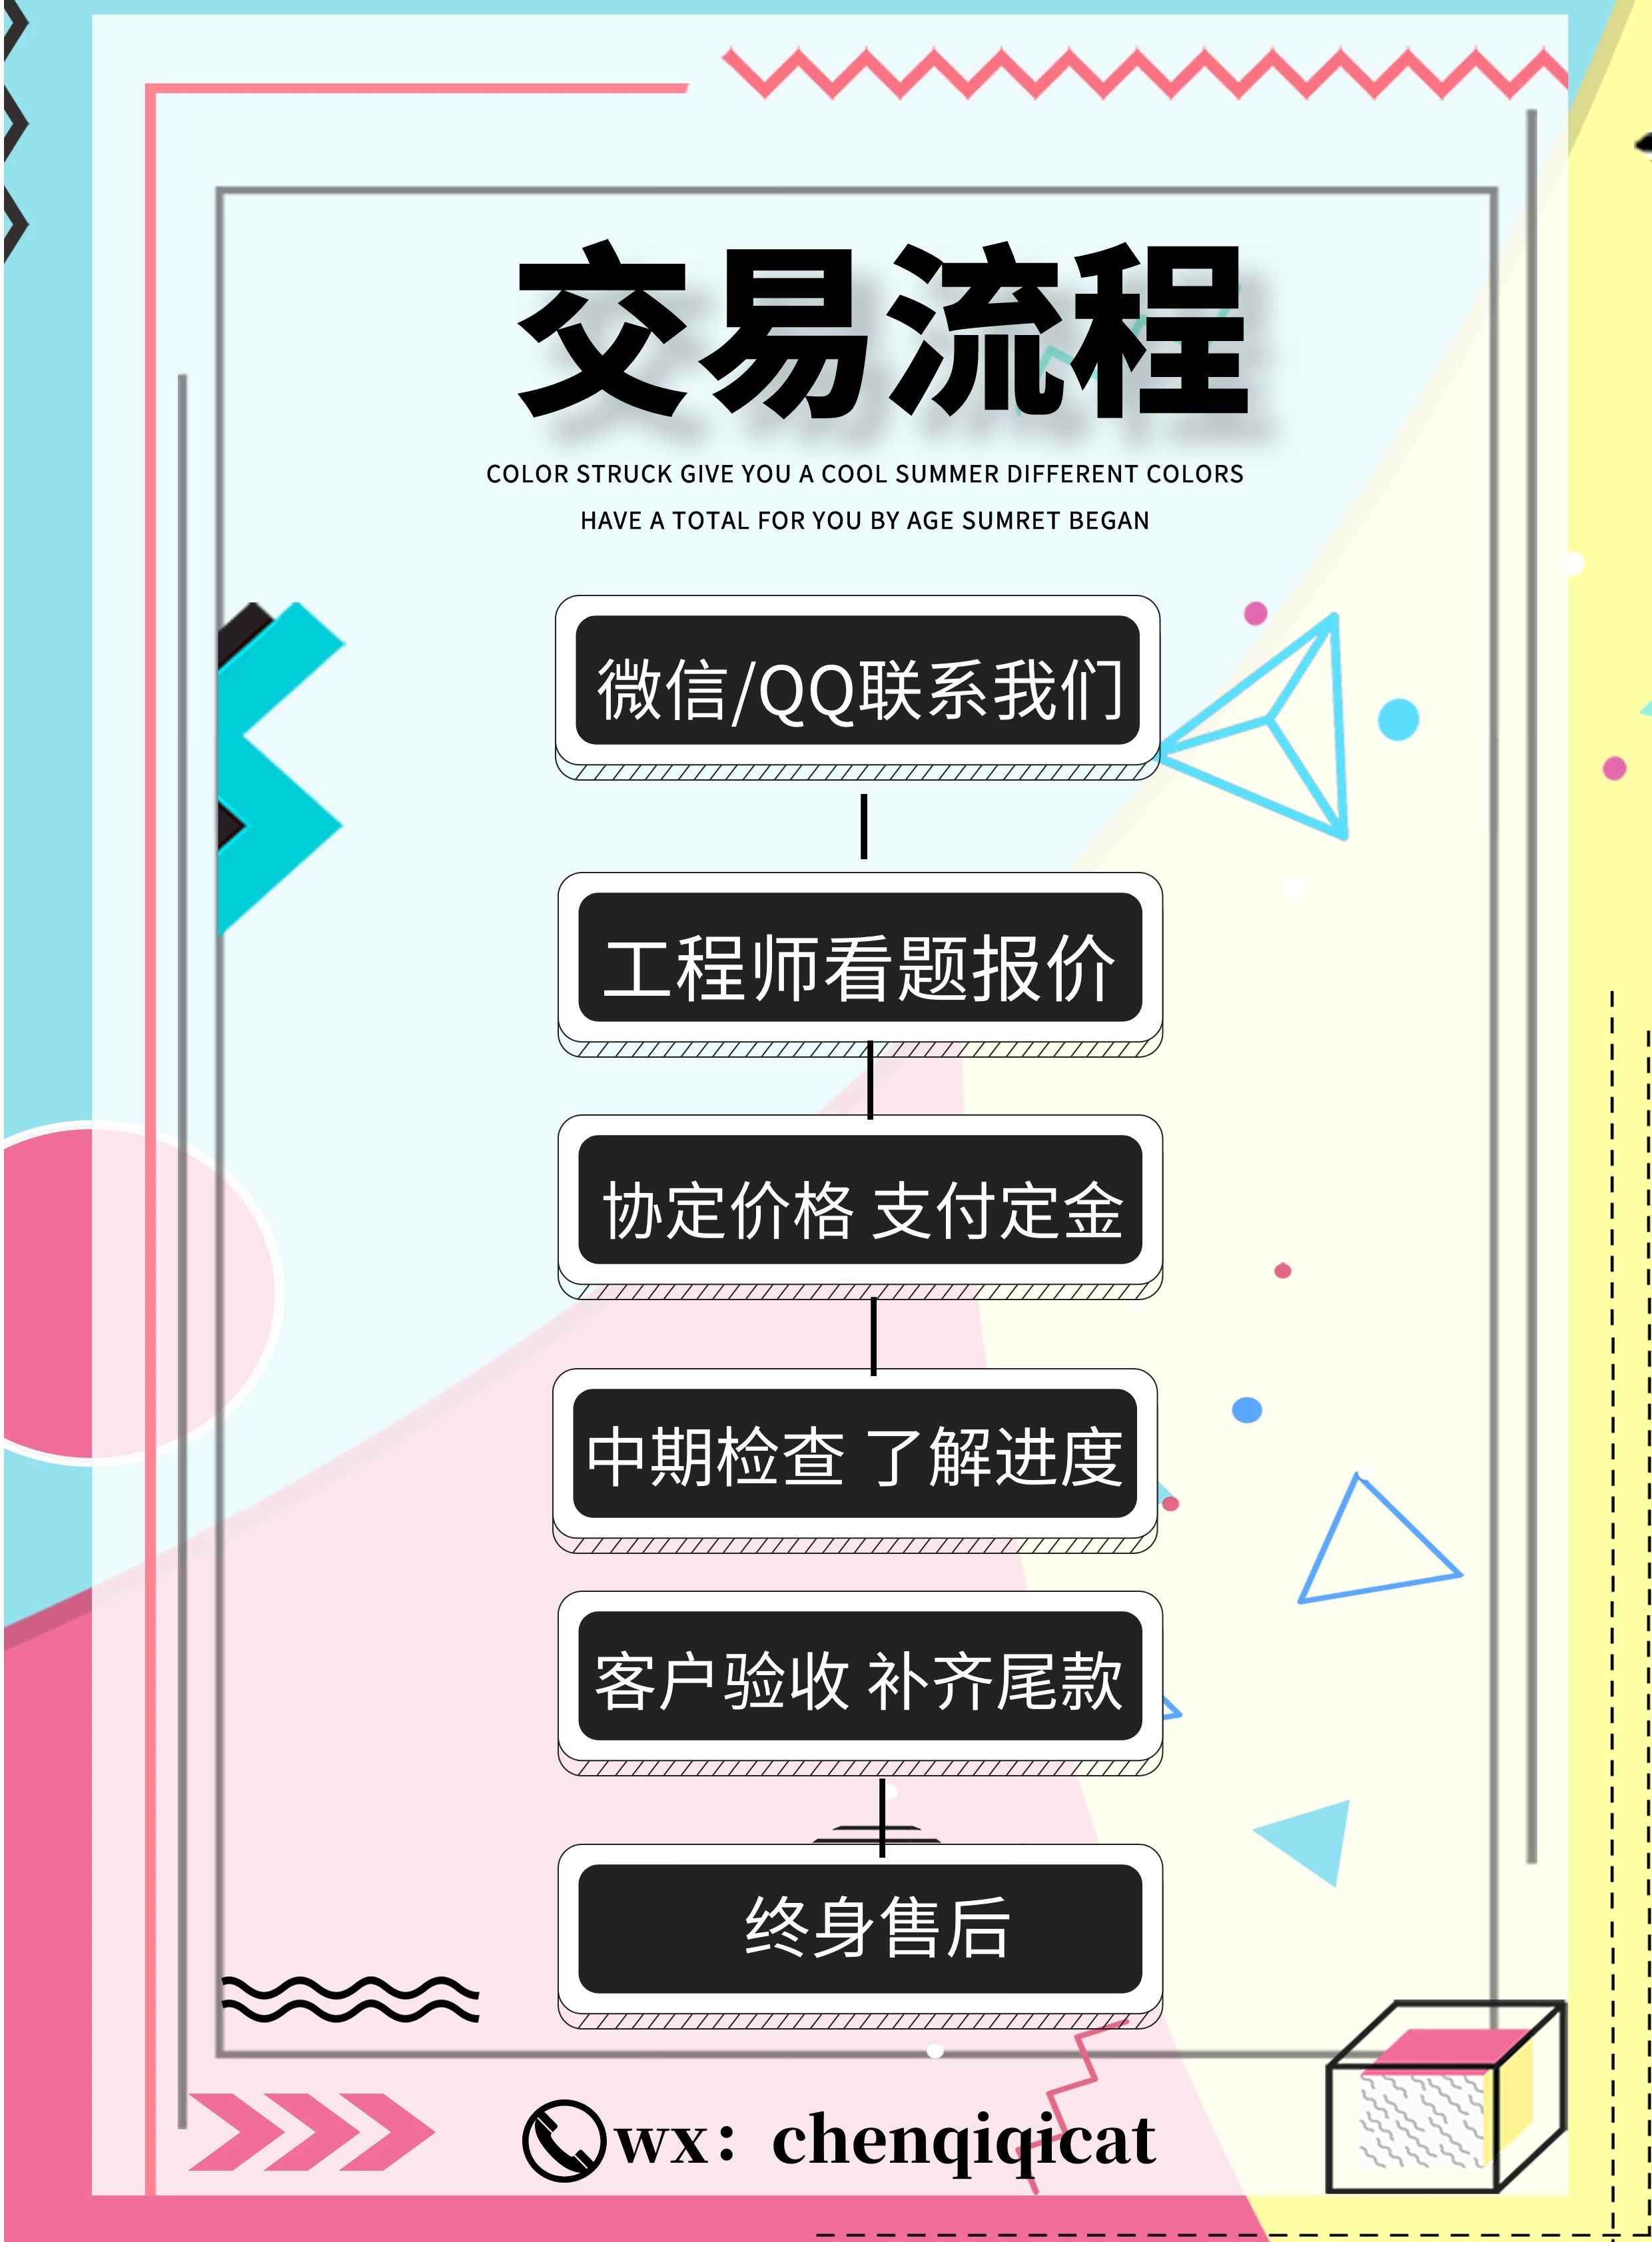 交易流程
COLOR STRUCK GIVE YOU A COOL SUMMER DIFFERENT COLORS
HAVE A TOTAL FOR YOU BY AGE SUMRET BEGAN
微信/QQ联系我们
工程师看题报价
协定价格 支付定金
中期检查 了解进度
客户验收 补齐尾款
终身售后
wx：chenqiqicat